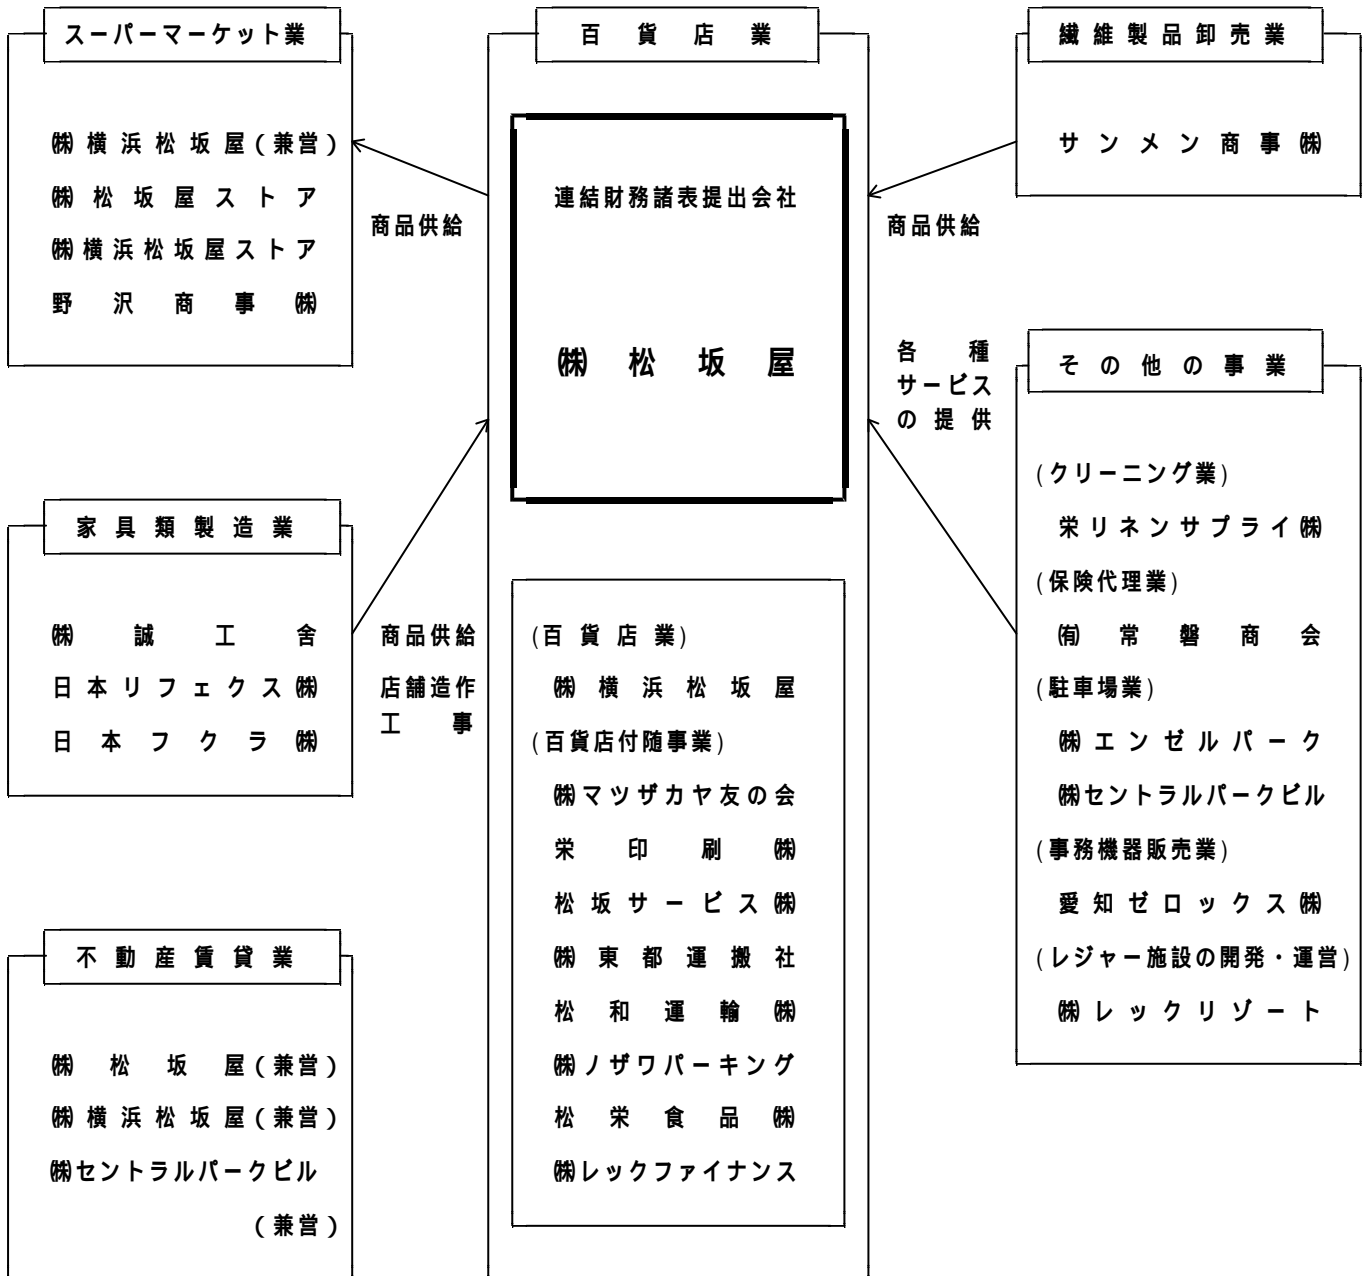 スーパーマーケット業
㈱横浜松坂屋(兼営)
㈱松坂屋ストア
㈱横浜松坂屋ストア
野沢商事㈱
商品供給
家具類製造業
㈱誠工舎
日本リフェクス㈱
日本フクラ㈱
商品供給
店舗造作
工事
不動産賃貸業
㈱松坂屋(兼営)
㈱横浜松坂屋(兼営)
㈱セントラルパークビル
(兼営)
百貨店業
連結財務諸表提出会社
㈱松坂屋
(百貨店業)
㈱横浜松坂屋
(百貨店付随事業)
㈱マツザカヤ友の会
栄印刷㈱
松坂サービス㈱
㈱東都運搬社
松和運輸㈱
㈱ノザワパーキング
松栄食品㈱
㈱レックファイナンス
繊維製品卸売業
サンメン商事㈱
商品供給
各種
サービス
の提供
その他の事業
(クリーニング業)
栄リネンサプライ㈱
(保険代理業)
㈲常磐商会
(駐車場業)
㈱エンゼルパーク
㈱セントラルパークビル
(事務機器販売業)
愛知ゼロックス㈱
(レジャー施設の開発・運営)
㈱レックリゾート